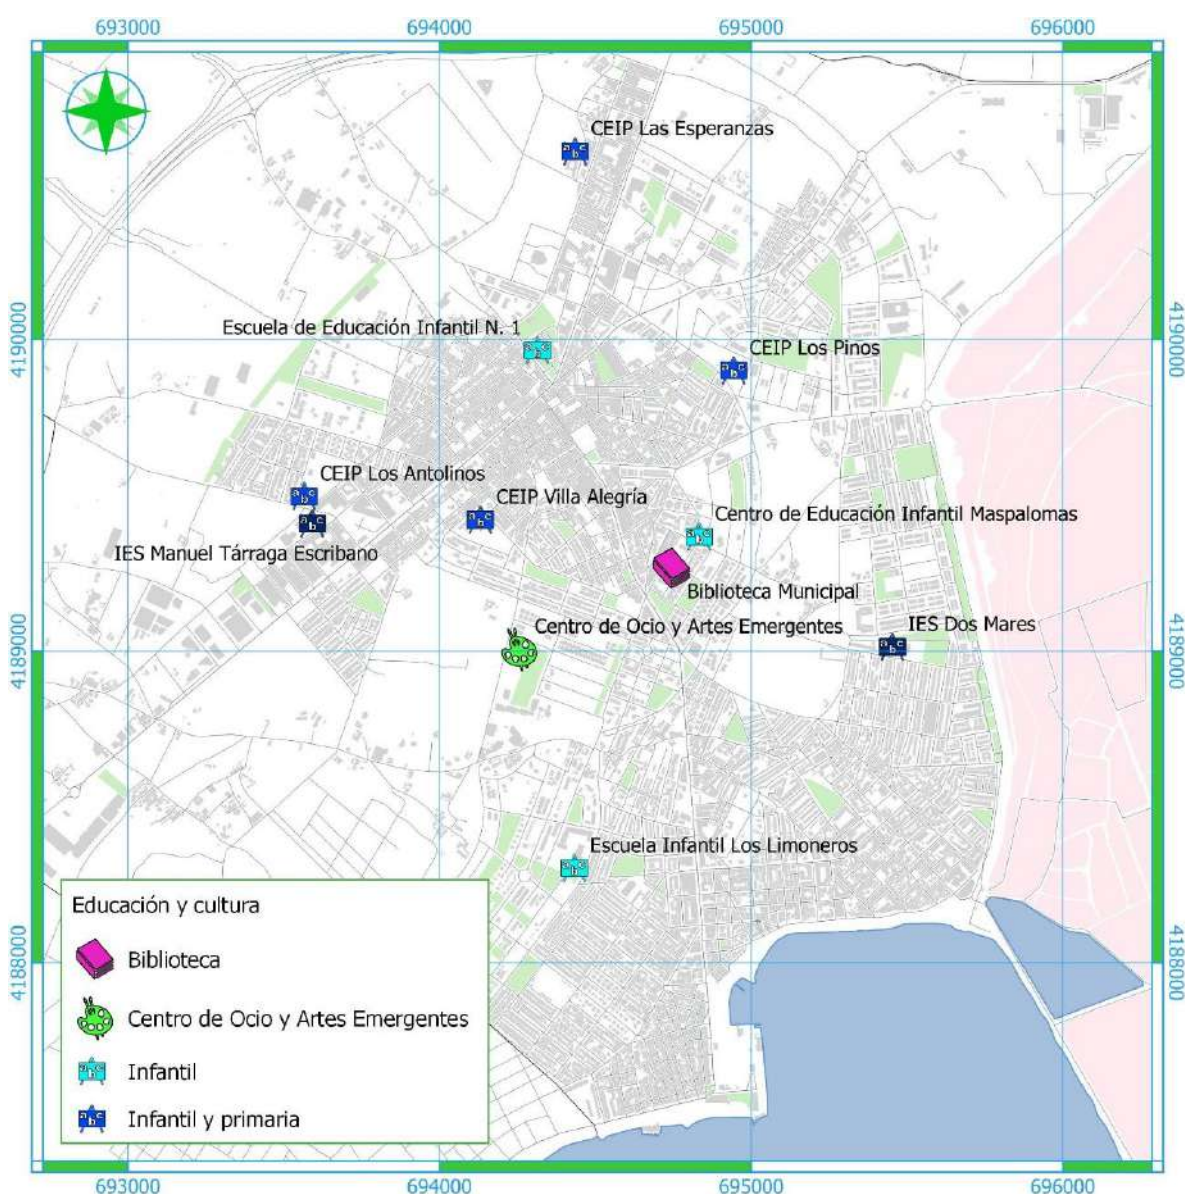 693000
694000
695000
696000
CEIP Las Esperanzas
Escuela de Educación Infantil N. 1
4190000
4190000
CEIP Los Pinos
CEIP Los Antolinos
CEIP Villa Alegría
Centro de Educación Infantil Maspalomas
IES Manuel Tárraga Escribano
Biblioteca Municipal
Centro de Ocio y Artes Emergentes
IES Dos Mares
4189000
4189000
Escuela Infantil Los Limoneros
Educación y cultura
Biblioteca
4188000
4188000
Centro de Ocio y Artes Emergentes
abc Infantil
abc Infantil y primaria
693000
694000
695000
696000